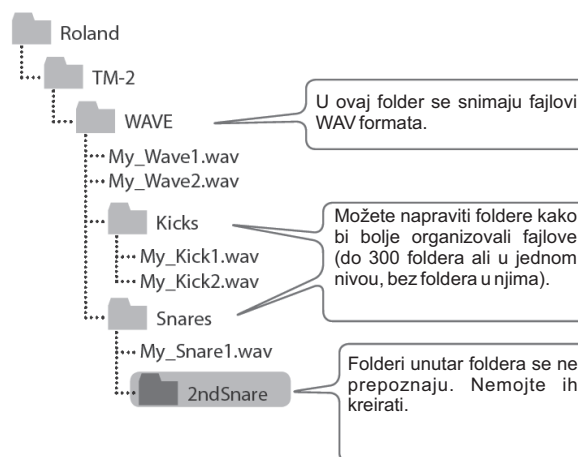 Roland
TM-2
WAVE
U ovaj folder se snimaju fajlovi
WAV formata.
My_Wave1.wav
My_Wave2.wav
Kicks
My_Kick1.wav
My_Kick2.wav
Možete napraviti foldere kako
bi bolje organizovali fajlove
(do 300 foldera ali u jednom
nivou, bez foldera u njima).
Snares
My_Snare1.wav
2ndSnare
Folderi unutar foldera se ne
prepoznaju. Nemojte ih
kreirati.